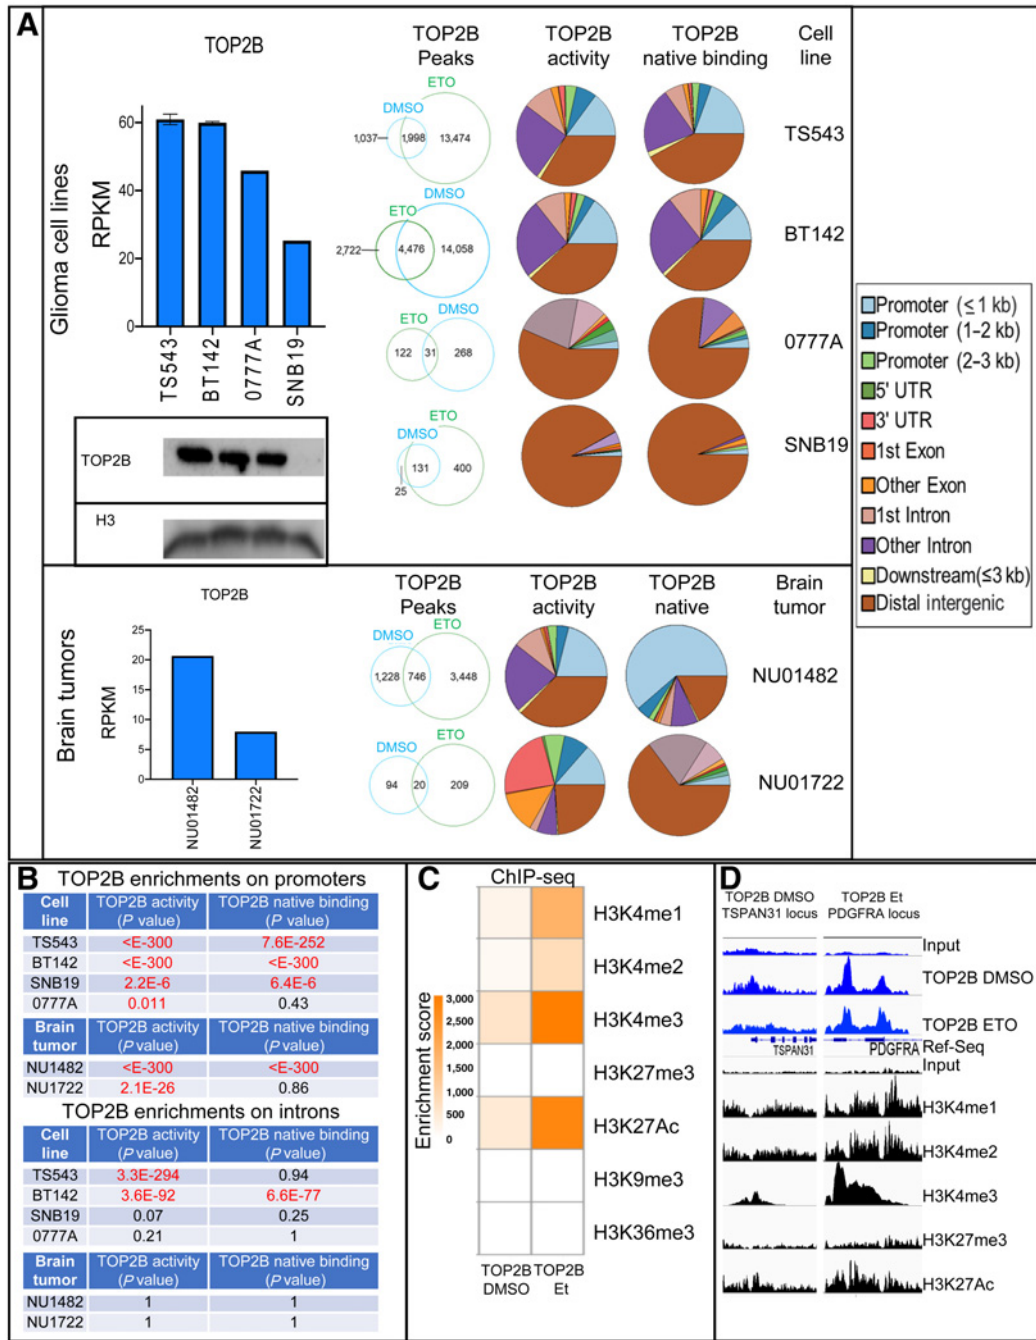 A
TOP2B
Glioma cell lines
RPKM
60
40
20
0
TS543
BT142
0777A
SNB19
TOP2B
H3
TOP2B Peaks
TOP2B activity
TOP2B native binding
Cell line
ETO
DMSO
1,037
1,998
13,474
TS543
DMSO
ETO
2,722
4,476
14,058
BT142
ETO
DMSO
122
31
268
0777A
ETO
DMSO
131
400
25
SNB19
Promoter (≤ 1 kb)
Promoter (1–2 kb)
Promoter (2–3 kb)
5' UTR
3' UTR
1st Exon
Other Exon
1st Intron
Other Intron
Downstream(≤3 kb)
Distal intergenic
Brain tumors
TOP2B
RPKM
25
20
15
10
5
0
NU01482
NU01722
TOP2B Peaks
TOP2B activity
TOP2B native
Brain tumor
DMSO
ETO
1,228
746
3,448
NU01482
DMSO
ETO
94
20
209
NU01722
B
TOP2B enrichments on promoters
Cell line TOP2B activity (P value) TOP2B native binding (P value)
TS543 <E-300 7.6E-252
BT142 <E-300 <E-300
SNB19 2.2E-6 6.4E-6
0777A 0.011 0.43
Brain tumor TOP2B activity (P value) TOP2B native binding (P value)
NU1482 <E-300 <E-300
NU1722 2.1E-26 0.86
TOP2B enrichments on introns
Cell line TOP2B activity (P value) TOP2B native binding (P value)
TS543 3.3E-294 0.94
BT142 3.6E-92 6.6E-77
SNB19 0.07 0.25
0777A 0.21 1
Brain tumor TOP2B activity (P value) TOP2B native binding (P value)
NU1482 1 1
NU1722 1 1
C
ChIP-seq
Enrichment score
3,000
2,500
2,000
1,500
1,000
500
0
H3K4me1
H3K4me2
H3K4me3
H3K27me3
H3K27Ac
H3K9me3
H3K36me3
TOP2B DMSO
TOP2B Et
D
TOP2B DMSO TSPAN31 locus
TOP2B Et PDGFRA locus
Input
TOP2B DMSO
TOP2B ETO
TSPAN31
PDGFRA
Ref-Seq
Input
H3K4me1
H3K4me2
H3K4me3
H3K27me3
H3K27Ac